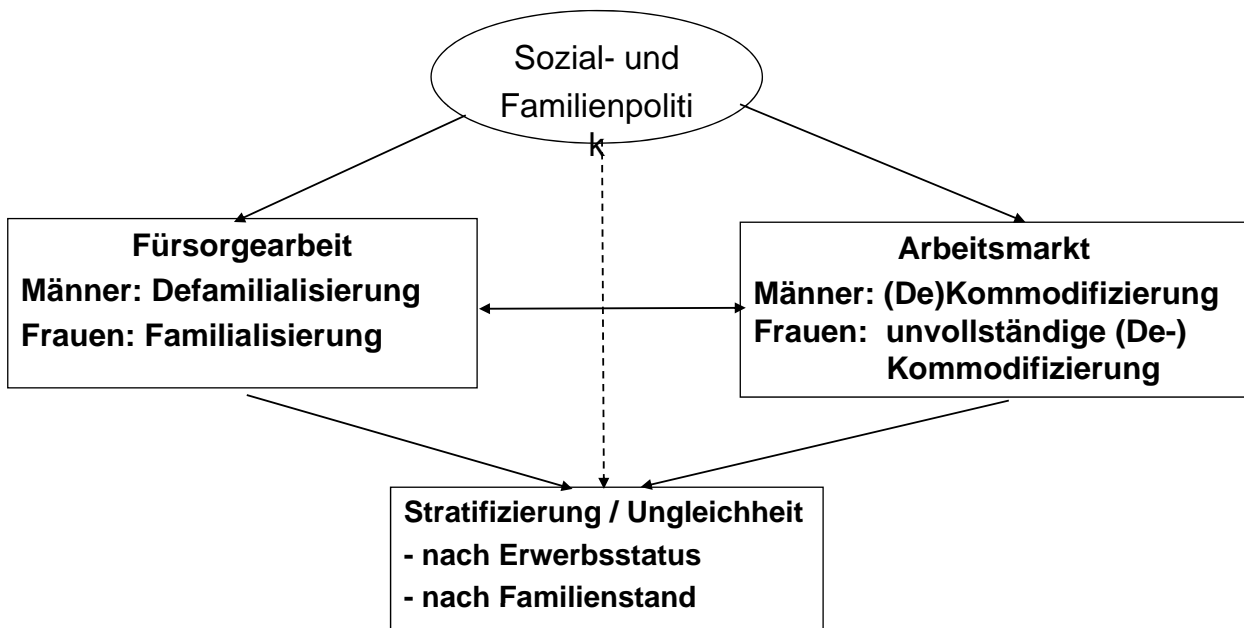 Sozial- und
Familienpoliti
k
Fürsorgearbeit
Männer: Defamilialisierung
Frauen: Familialisierung
Arbeitsmarkt
Männer: (De)Kommodifizierung
Frauen: unvollständige (De-)
Kommodifizierung
Stratifizierung / Ungleichheit
- nach Erwerbsstatus
- nach Familienstand